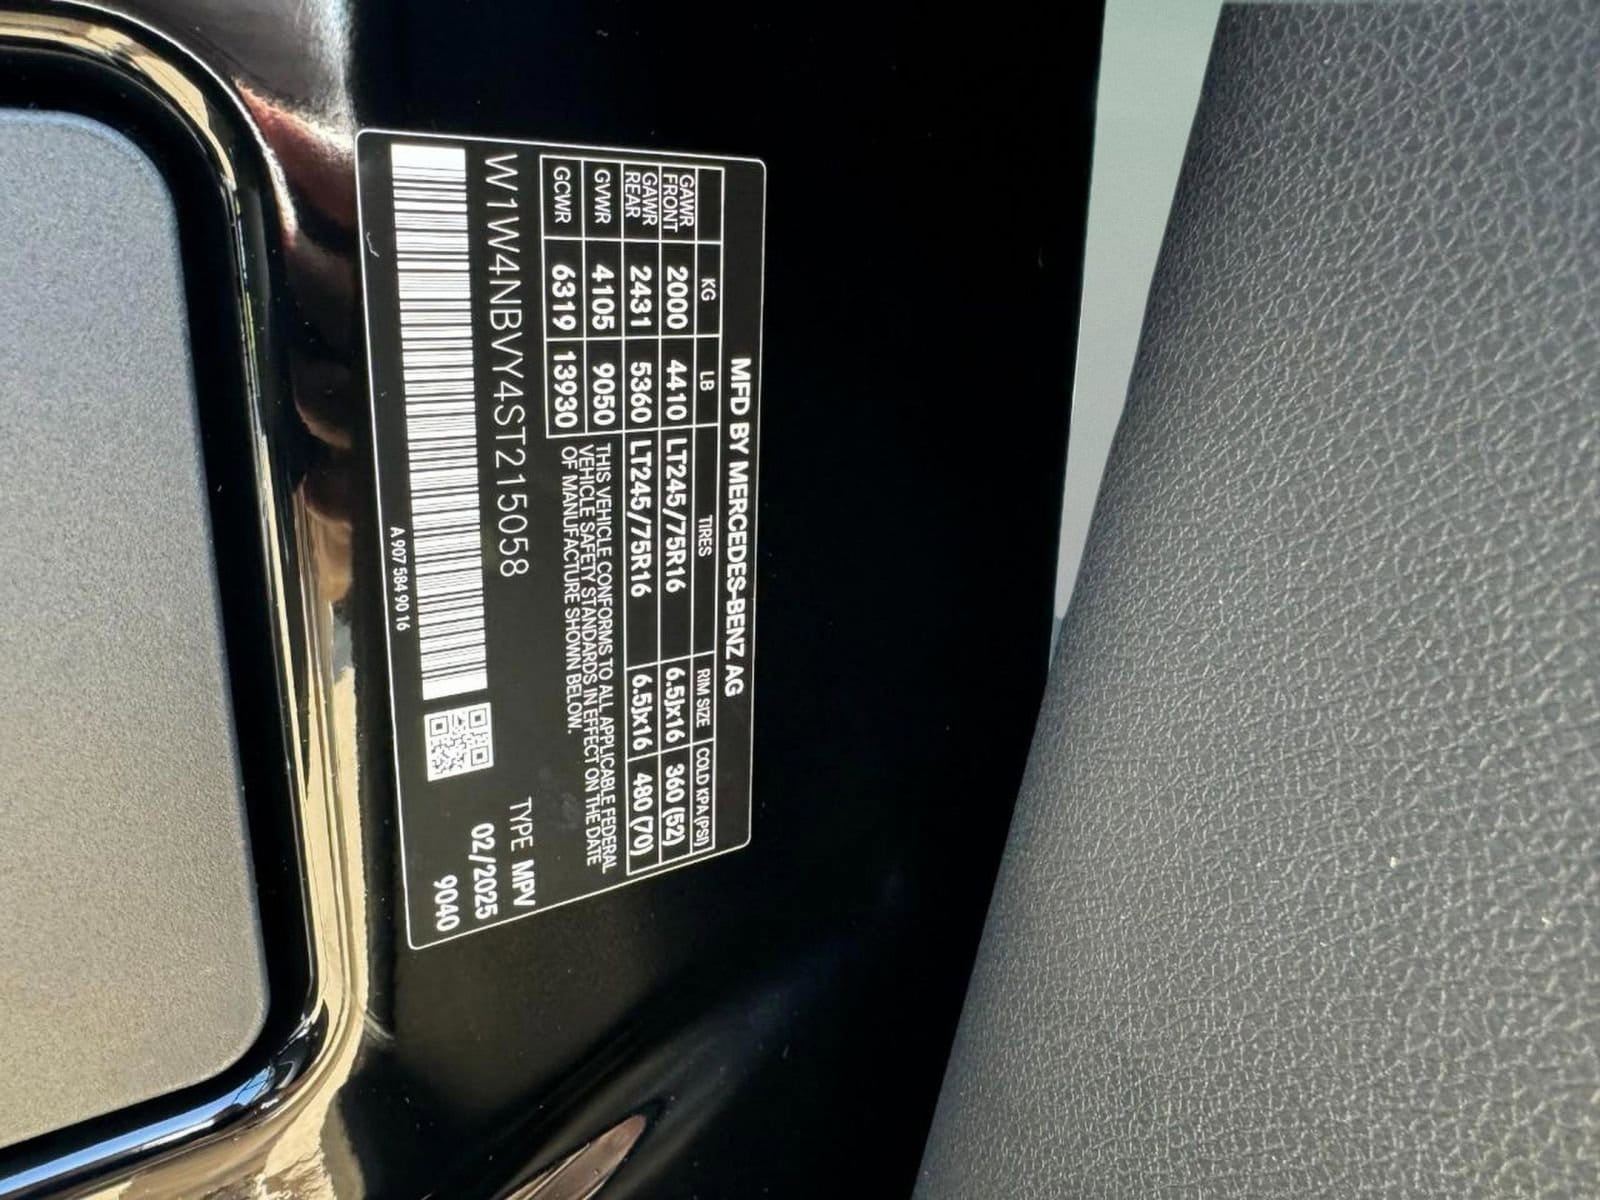 MFD BY MERCEDES-BENZ AG
KG LB TIRES RIM SIZE COLD KPA (PSI)
GAWR FRONT 2000 4410 LT245/75R16 6.5Jx16 360 (52)
GAWR REAR 2431 5360 LT245/75R16 6.5Jx16 480 (70)
GVWR 4105 9050
GCWR 6319 13930
THIS VEHICLE CONFORMS TO ALL APPLICABLE FEDERAL
VEHICLE SAFETY STANDARDS IN EFFECT ON THE DATE
OF MANUFACTURE SHOWN BELOW.
W1W4NBVY4ST215058
TYPE MPV
02/2025
9040
A 907 584 90 16